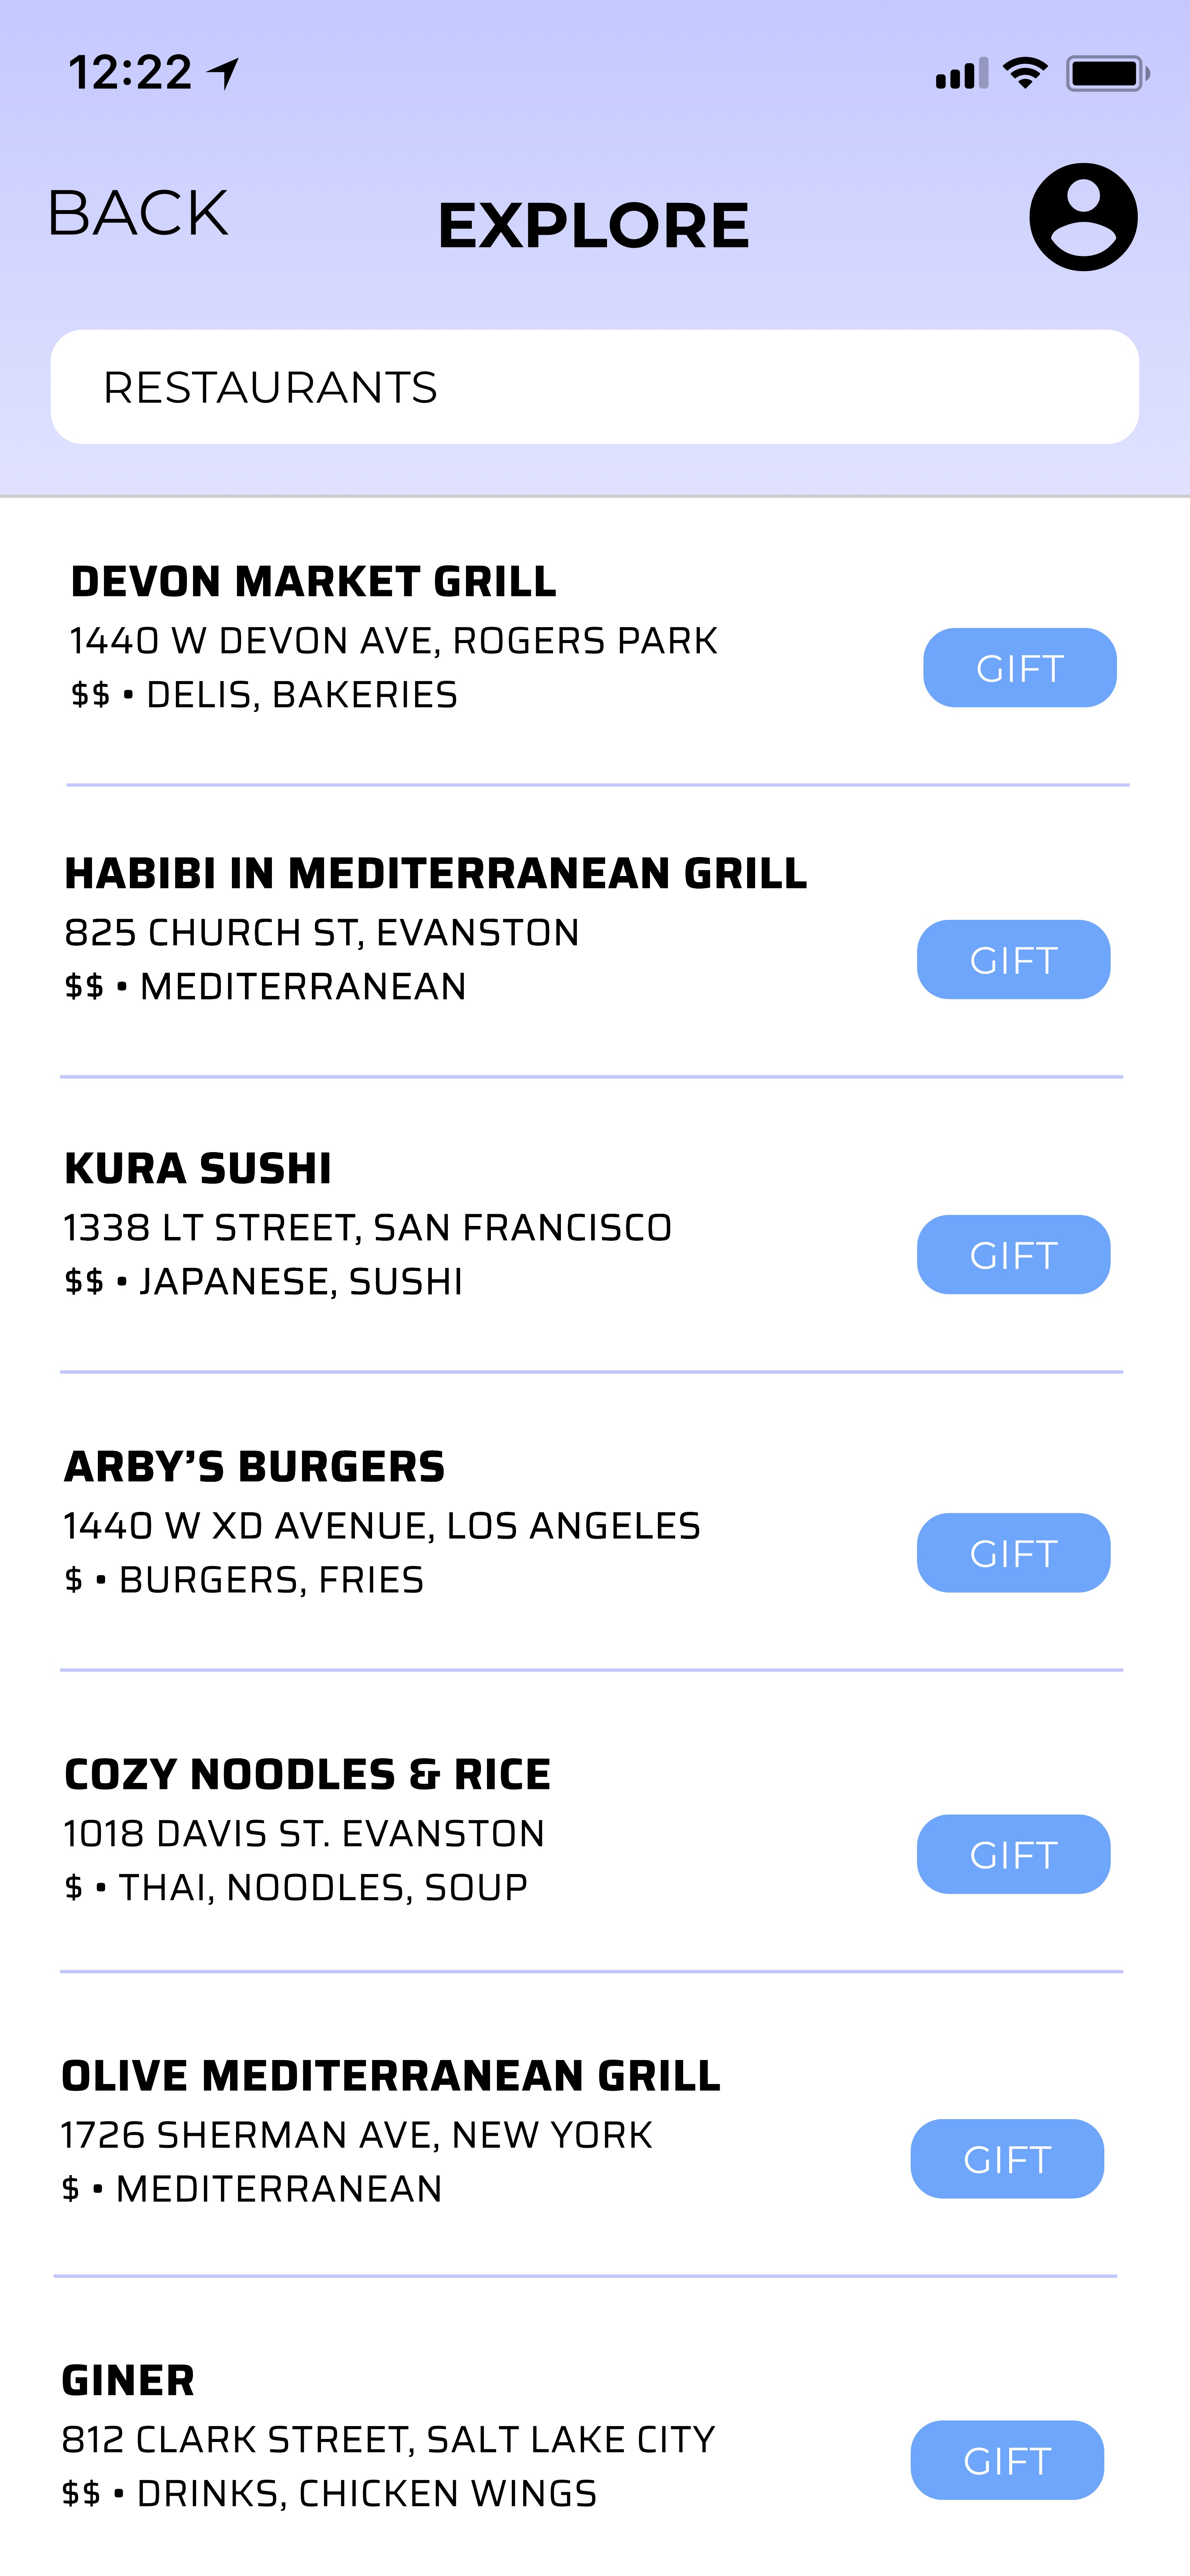 12:22
BACK
EXPLORE
RESTAURANTS
DEVON MARKET GRILL
1440 W DEVON AVE, ROGERS PARK
$$ • DELIS, BAKERIES
GIFT
HABIBI IN MEDITERRANEAN GRILL
825 CHURCH ST, EVANSTON
$$ • MEDITERRANEAN
GIFT
KURA SUSHI
1338 LT STREET, SAN FRANCISCO
$$ • JAPANESE, SUSHI
GIFT
ARBY’S BURGERS
1440 W XD AVENUE, LOS ANGELES
$ • BURGERS, FRIES
GIFT
COZY NOODLES & RICE
1018 DAVIS ST. EVANSTON
$ • THAI, NOODLES, SOUP
GIFT
OLIVE MEDITERRANEAN GRILL
1726 SHERMAN AVE, NEW YORK
$ • MEDITERRANEAN
GIFT
GINER
812 CLARK STREET, SALT LAKE CITY
$$ • DRINKS, CHICKEN WINGS
GIFT